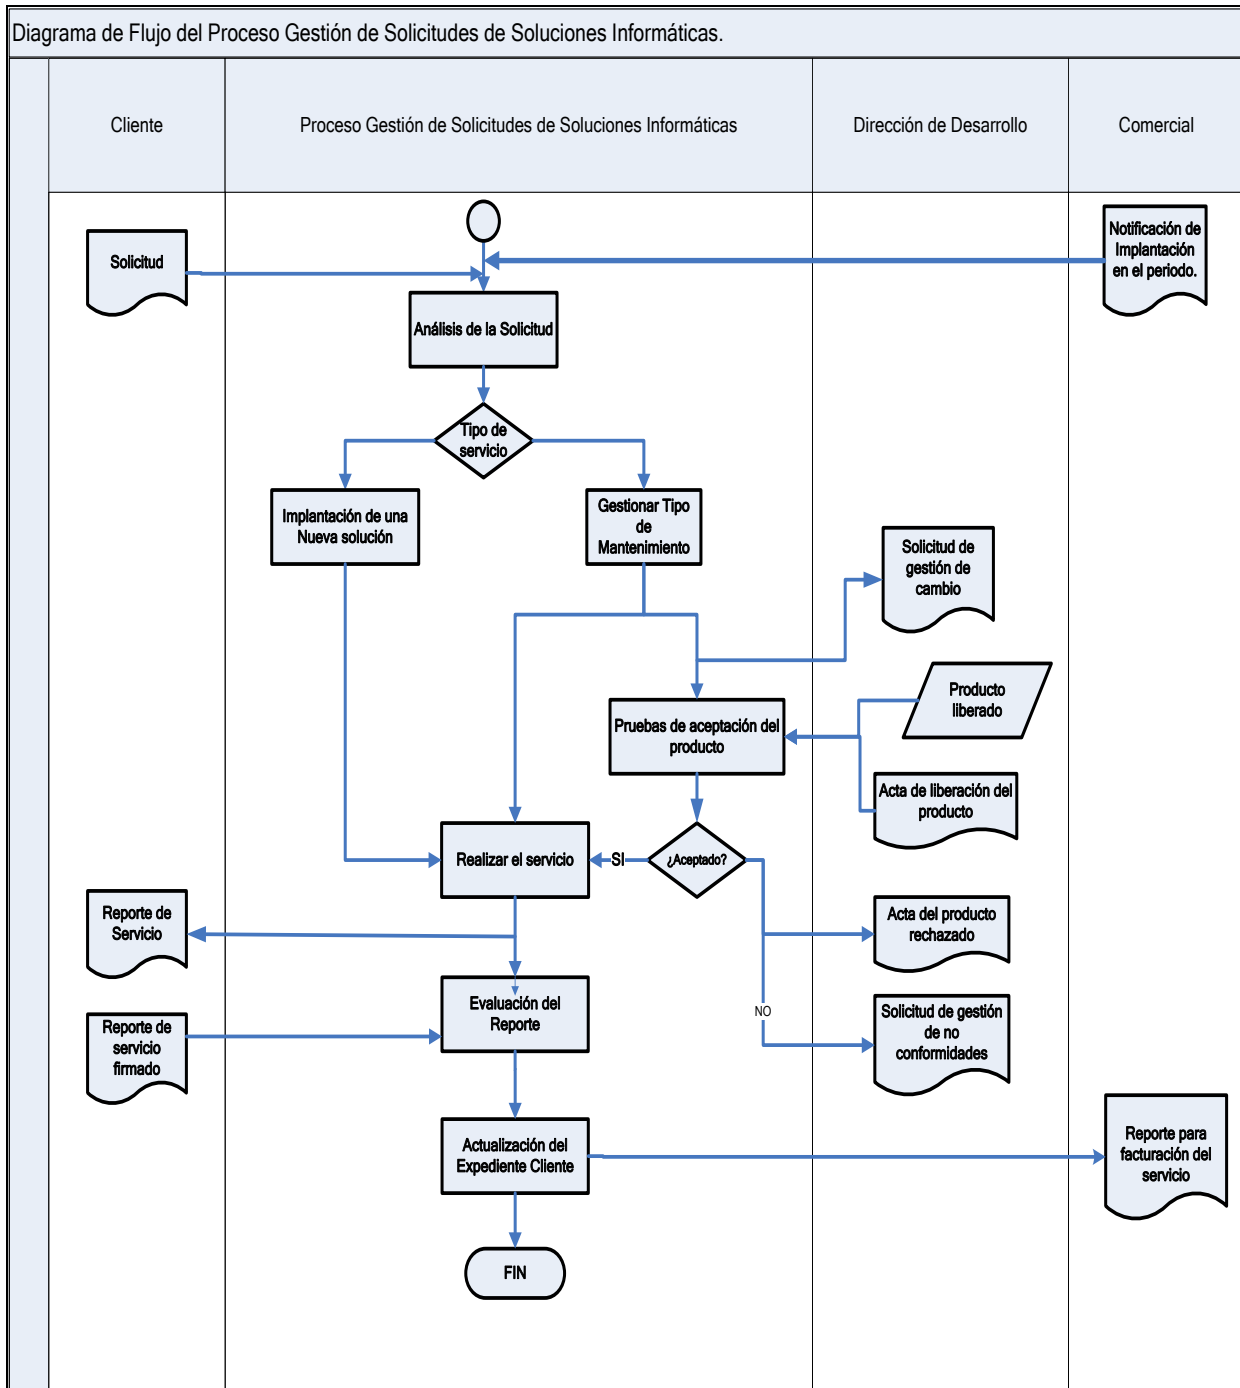 Diagrama de Flujo del Proceso Gestión de Solicitudes de Soluciones Informáticas.
Cliente
Proceso Gestión de Solicitudes de Soluciones Informáticas
Dirección de Desarrollo
Comercial
Solicitud
Notificación de
Implantación
en el periodo.
Análisis de la Solicitud
Tipo de
servicio
Implantación de una
Nueva solución
Gestionar Tipo
de
Mantenimiento
Solicitud de
gestión de
cambio
Producto
liberado
Pruebas de aceptación del
producto
Acta de liberación del
producto
Realizar el servicio
SI
¿Aceptado?
Reporte de
Servicio
Acta del producto
rechazado
Evaluación del
Reporte
NO
Solicitud de gestión
de no
conformidades
Reporte de
servicio
firmado
Actualización del
Expediente Cliente
Reporte para
facturación del
servicio
FIN